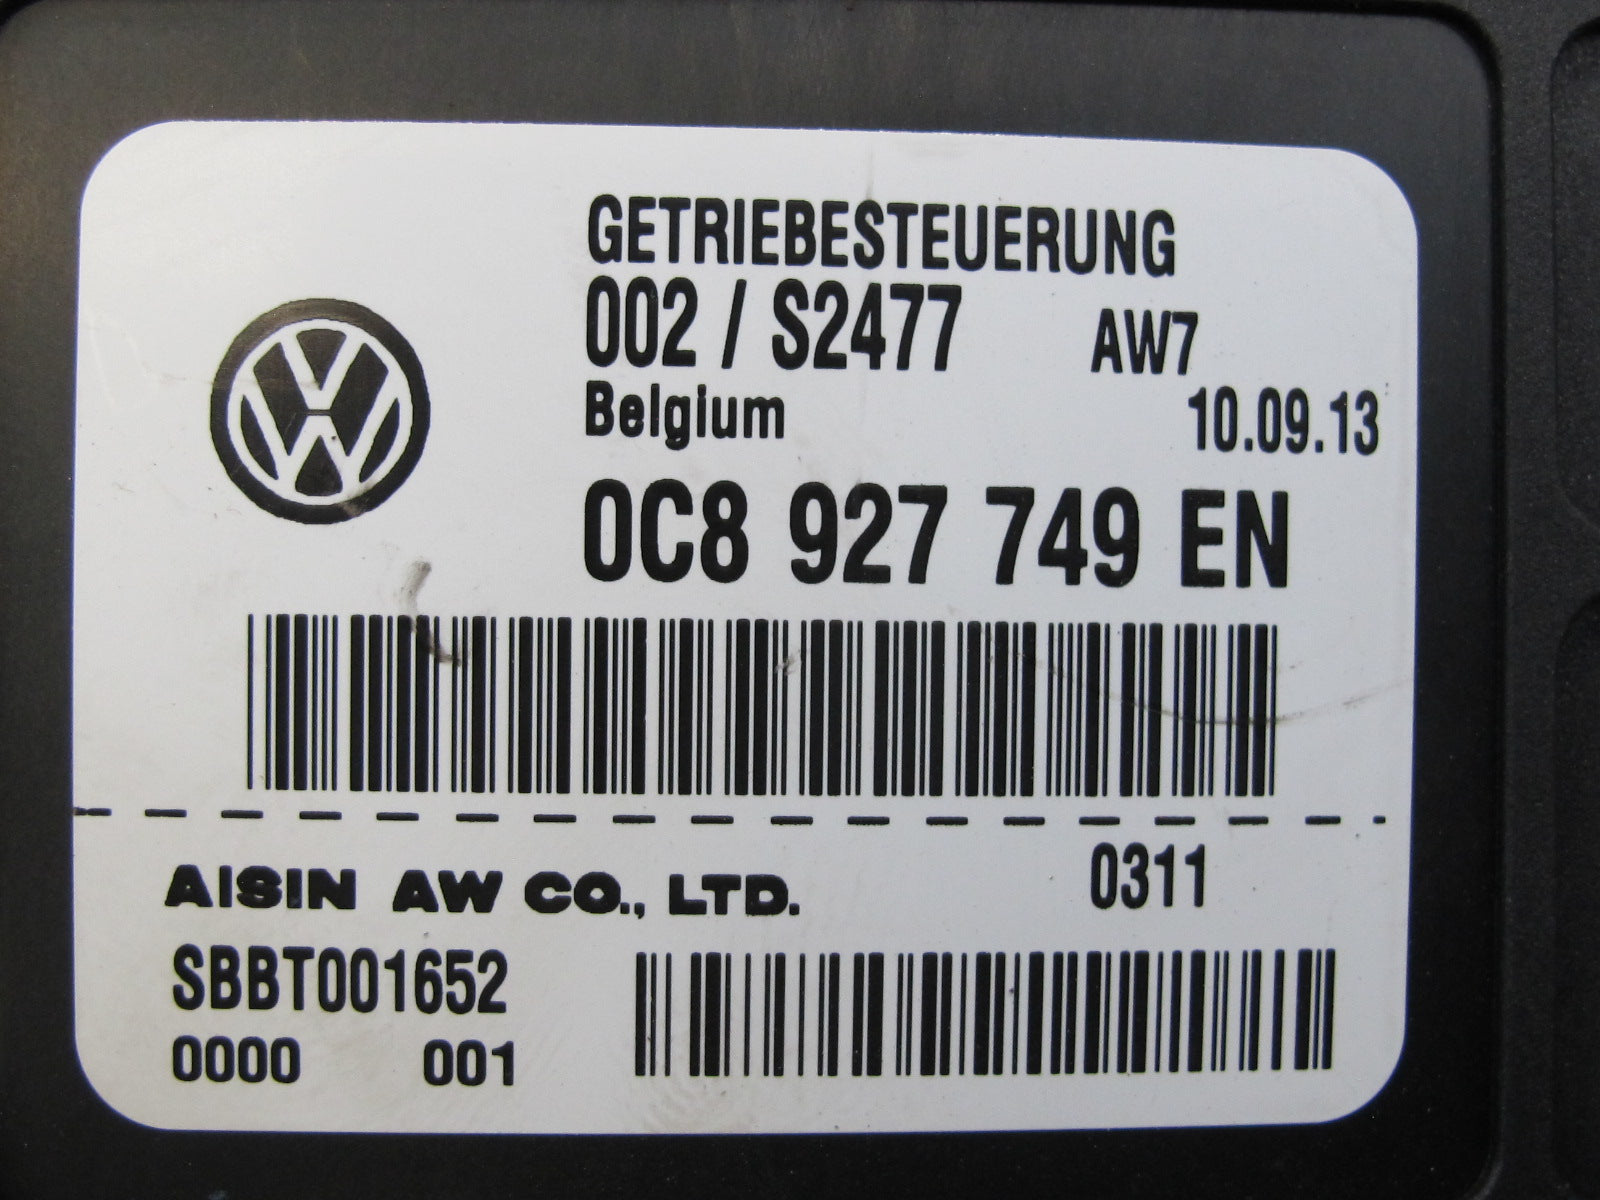 GETRIEBESTEUERUNG
002 / S2477 AW7
Belgium 10.09.13
0C8 927 749 EN
AISIN AW CO., LTD. 0311
SBBT001652
0000 001